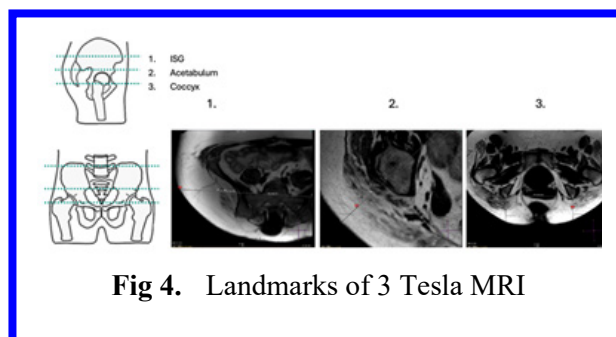 1. ISG
2. Acetabulum
3. Coccyx
1.
2.
3.
Fig 4. Landmarks of 3 Tesla MRI